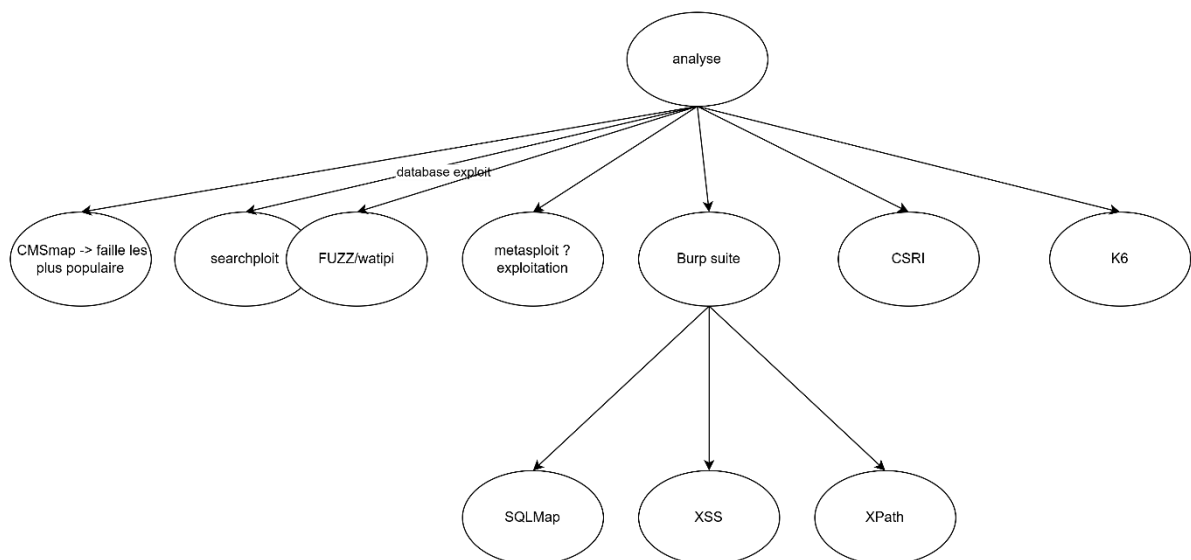 analyse
database exploit
CMSmap -> faille les
plus populaire
searchploit
FUZZ/watipi
metasploit ?
exploitation
Burp suite
CSRI
K6
SQLMap
XSS
XPath